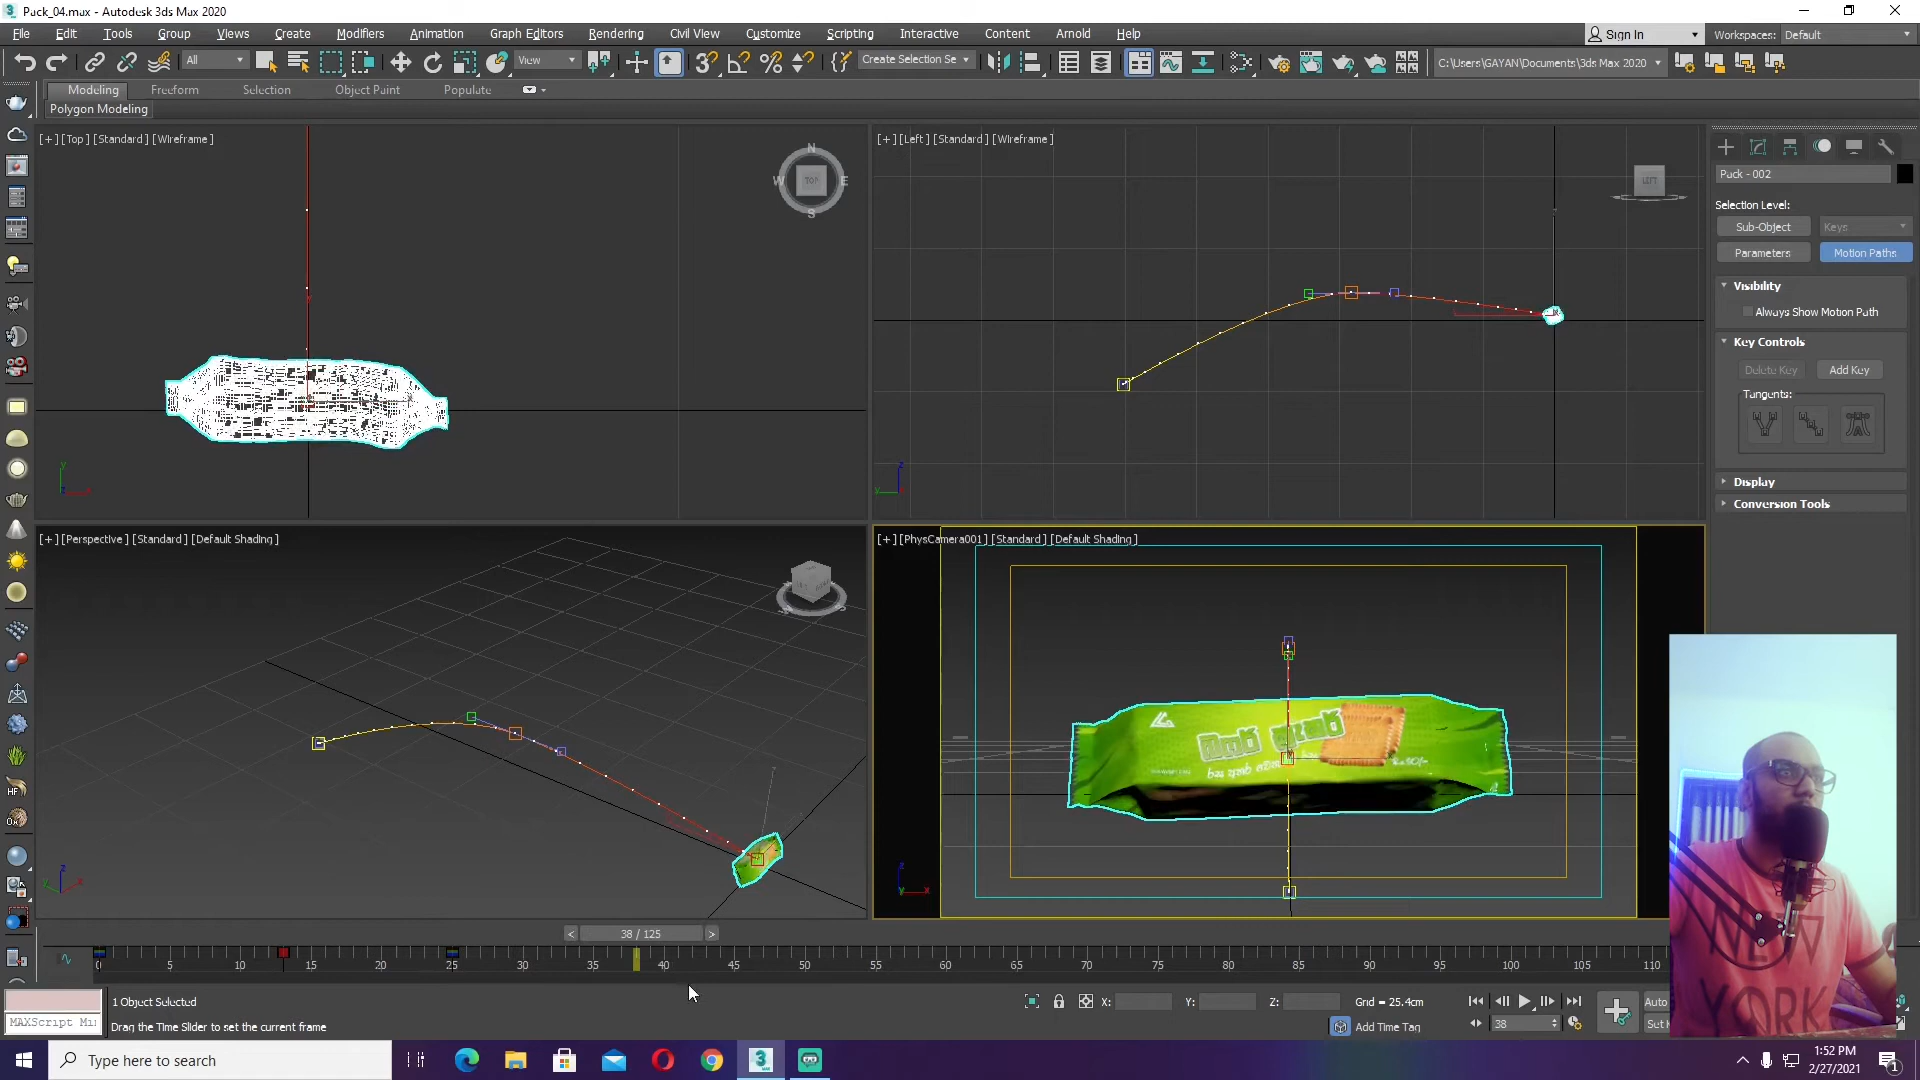 Pack_04.max - Autodesk 3ds Max 2020
File Edit Tools Group Views Create Modifiers Animation Graph Editors Rendering Civil View Customize Scripting Interactive Content Arnold Help
Sign In Workspaces: Default
All View Create Selection Se C:\Users\GAYAN\Documents\3ds Max 2020
Modeling Freeform Selection Object Paint Populate
Polygon Modeling
[+] [Top] [Standard] [Wireframe]
N
W TOP E
S
[+] [Left] [Standard] [Wireframe]
LEFT
Pack - 002
Selection Level:
Sub-Object Keys
Parameters Motion Paths
Visibility
Always Show Motion Path
Key Controls
Delete Key Add Key
Tangents:
Display
Conversion Tools
[+] [Perspective] [Standard] [Default Shading]
[+] [PhysCamera001] [Standard] [Default Shading]
NEW
YORK
< 38 / 125 >
0 5 10 15 20 25 30 35 40 45 50 55 60 65 70 75 80 85 90 95 100 105 110
1 Object Selected
X: Y: Z: Grid = 25.4cm
Auto
MAXScript Mi
Drag the Time Slider to set the current frame
Add Time Tag
38
Set K
Type here to search
1:52 PM
2/27/2021